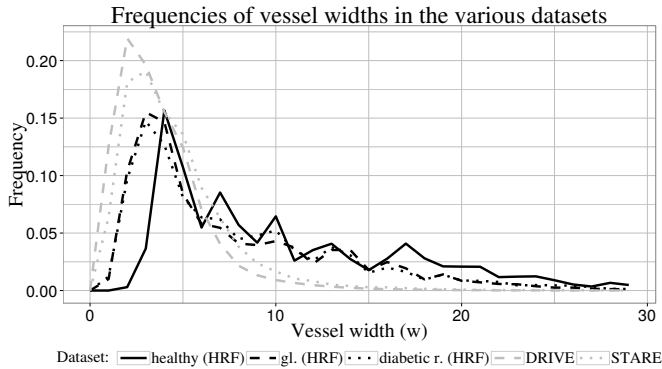 Frequencies of vessel widths in the various datasets
0.20
0.15
0.10
0.05
0.00
Frequency
0 10 20 30
Vessel width (w)
Dataset: healthy (HRF) gl. (HRF) diabetic r. (HRF) DRIVE STARE